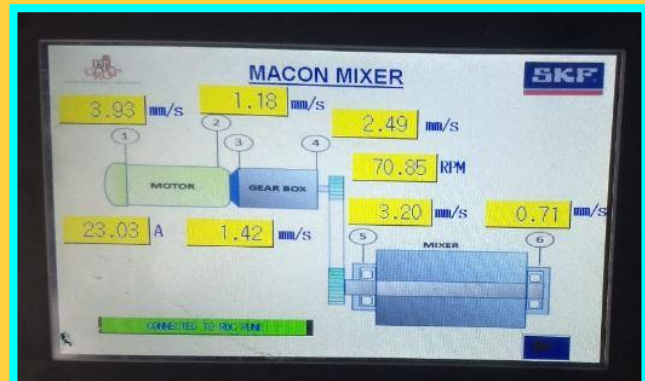 MACON MIXER
SKF
3.93 mm/s
1.18 mm/s
2.49 mm/s
1
2
3
4
70.85 RPM
MOTOR
GEAR BOX
3.20 mm/s
0.71 mm/s
23.03 A
1.42 mm/s
5
MIXER
6
CONNECTED TO RDC PUNE